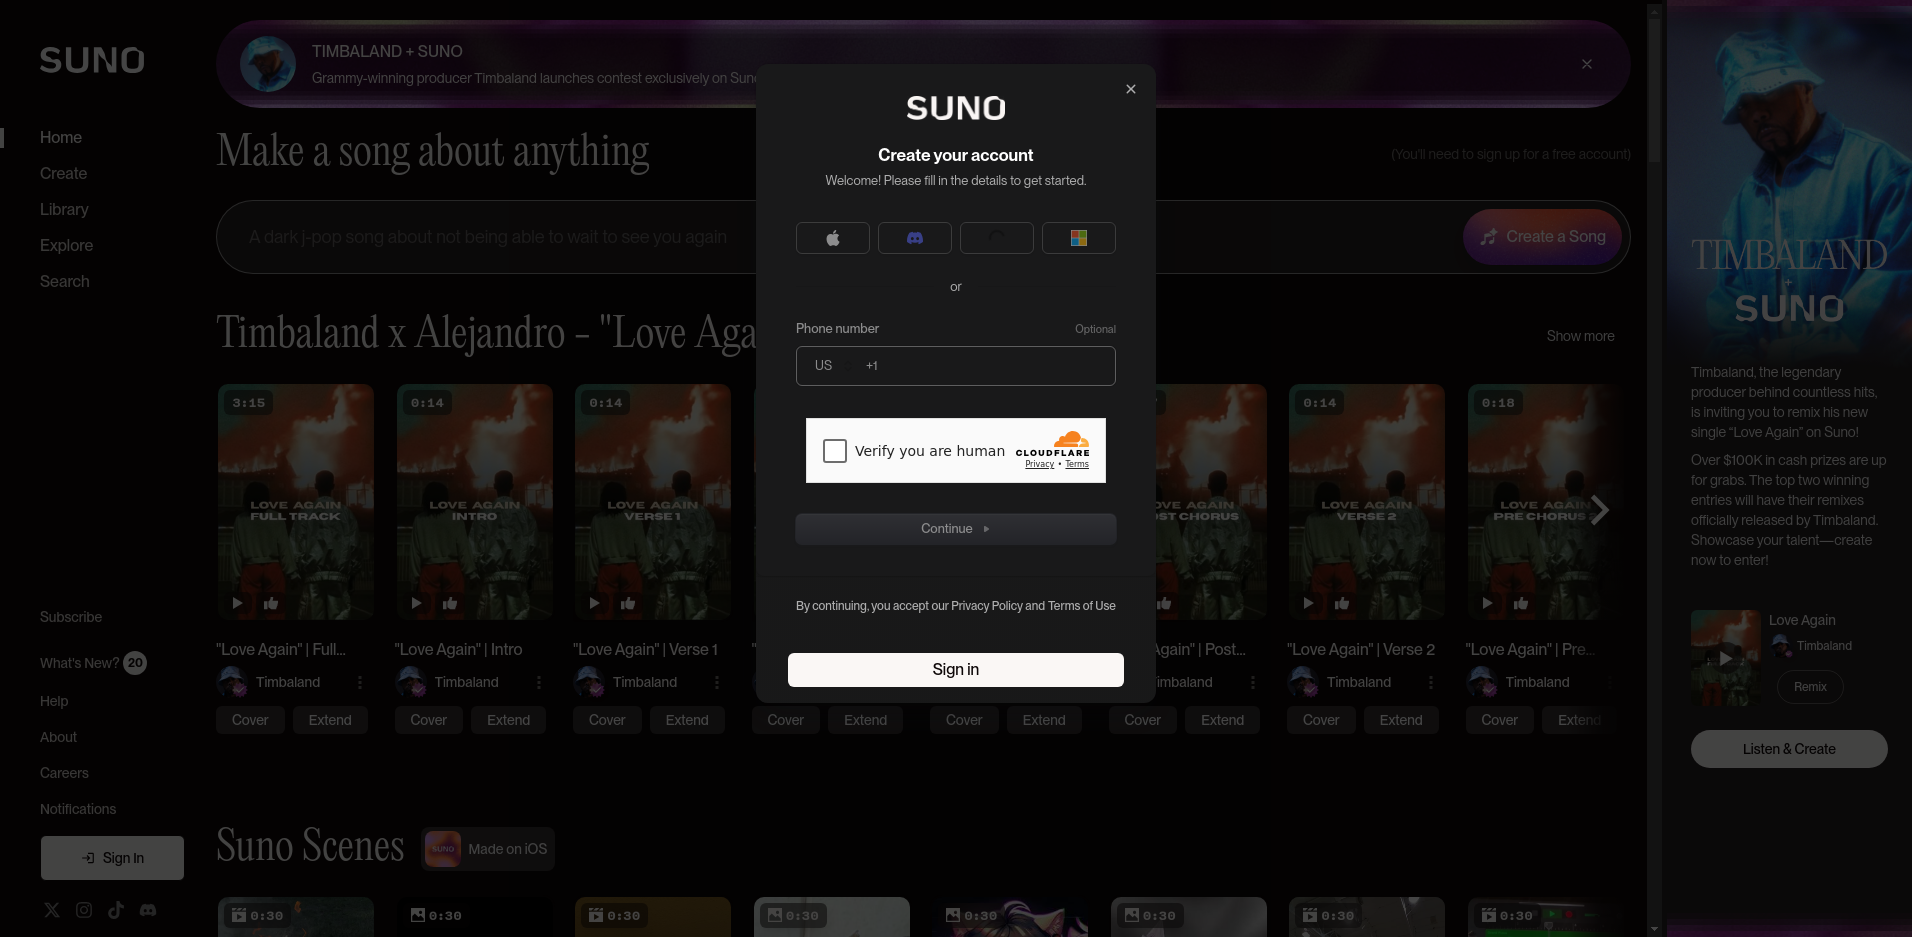 SUNO
Home
Create
Library
Explore
Search
Subscribe
What's New? 20
Help
About
Careers
Notifications
Sign In
TIMBALAND + SUNO
Grammy-winning producer Timbaland launches contest exclusively on Suno
Make a song about anything
(You'll need to sign up for a free account)
A dark j-pop song about not being able to wait to see you again
Create a Song
Timbaland x Alejandro - "Love Aga
Show more
3:15
LOVE AGAIN
FULL TRACK
"Love Again" | Full...
Timbaland
Cover Extend
0:14
LOVE AGAIN
INTRO
"Love Again" | Intro
Timbaland
Cover Extend
0:14
LOVE AGAIN
VERSE 1
"Love Again" | Verse 1
Timbaland
Cover Extend
Cover Extend
Cover Extend
ST CHORUS
Again" | Post...
imbaland
Cover Extend
0:14
LOVE AGAIN
VERSE 2
"Love Again" | Verse 2
Timbaland
Cover Extend
0:18
LOVE AGAIN
PRE CHORUS
"Love Again" | Pre...
Timbaland
Cover Extend
Suno Scenes
SUNO
Made on iOS
0:30
0:30
0:30
0:30
0:30
0:30
0:30
0:30
SUNO
Create your account
Welcome! Please fill in the details to get started.
or
Phone number Optional
US +1
Verify you are human
CLOUDFLARE
Privacy • Terms
Continue
By continuing, you accept our Privacy Policy and Terms of Use
Sign in
TIMBALAND
+
SUNO
Timbaland, the legendary
producer behind countless hits,
is inviting you to remix his new
single “Love Again” on Suno!
Over $100K in cash prizes are up
for grabs. The top two winning
entries will have their remixes
officially released by Timbaland.
Showcase your talent—create
now to enter!
Love Again
Timbaland
Remix
Listen & Create